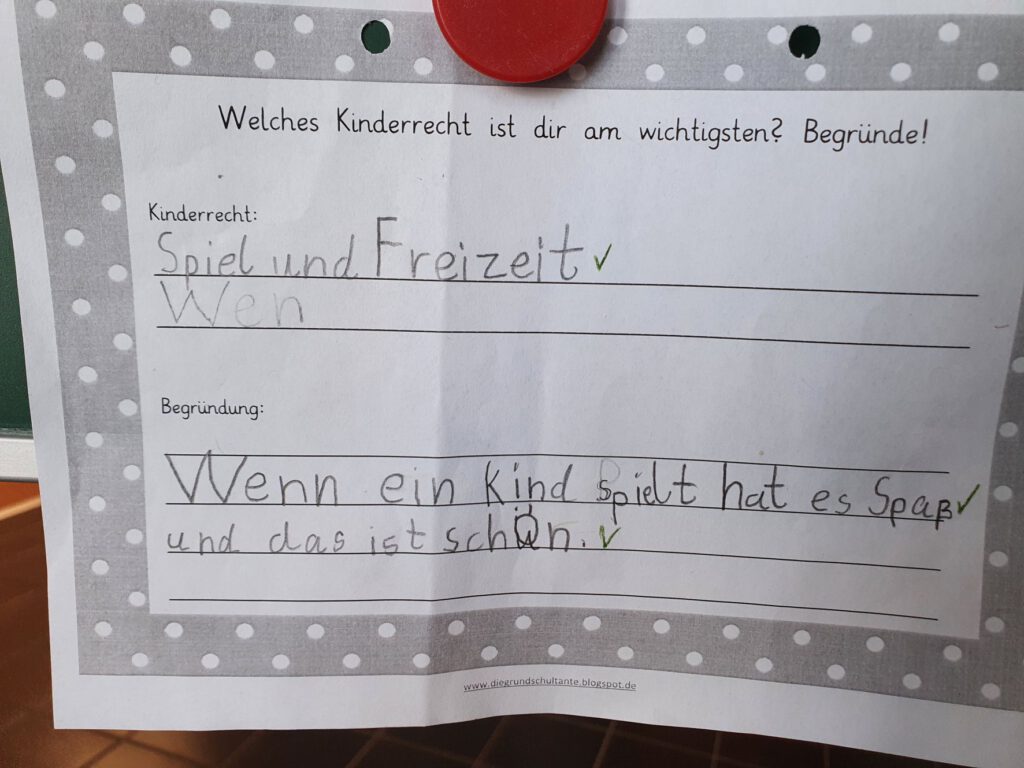 Welches Kinderrecht ist dir am wichtigsten? Begründe!
Kinderrecht:
Spiel und Freizeit
Wen
Begründung:
Wenn ein Kind spielt hat es Spaß
und das ist schön.
www.diegrundschultante.blogspot.de